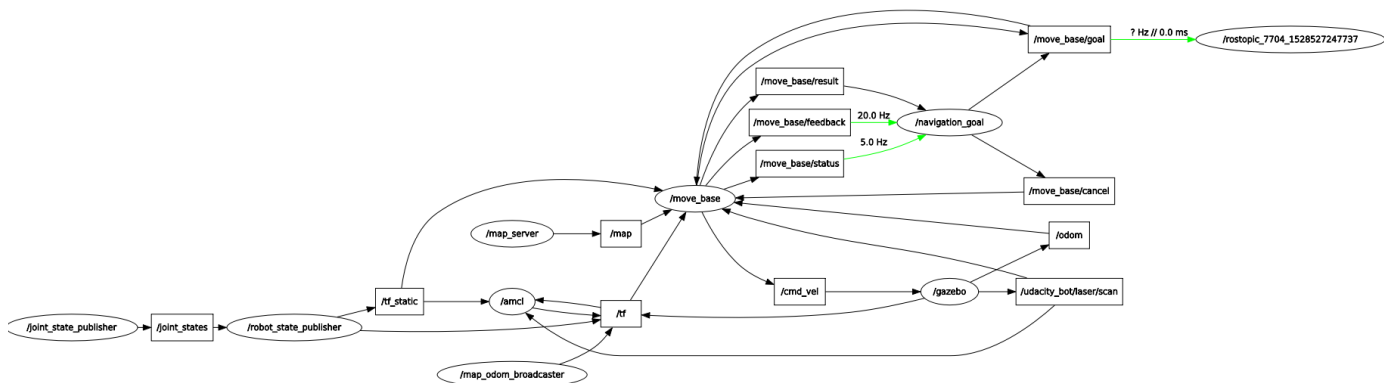 /move_base/goal
? Hz // 0.0 ms
/rostopic_7704_1528527247737
/move_base/result
/move_base/feedback
20.0 Hz
/navigation_goal
5.0 Hz
/move_base/status
/move_base
/move_base/cancel
/map_server
/map
/odom
/tf_static
/amcl
/tf
/cmd_vel
/gazebo
/udacity_bot/laser/scan
/joint_state_publisher
/joint_states
/robot_state_publisher
/map_odom_broadcaster